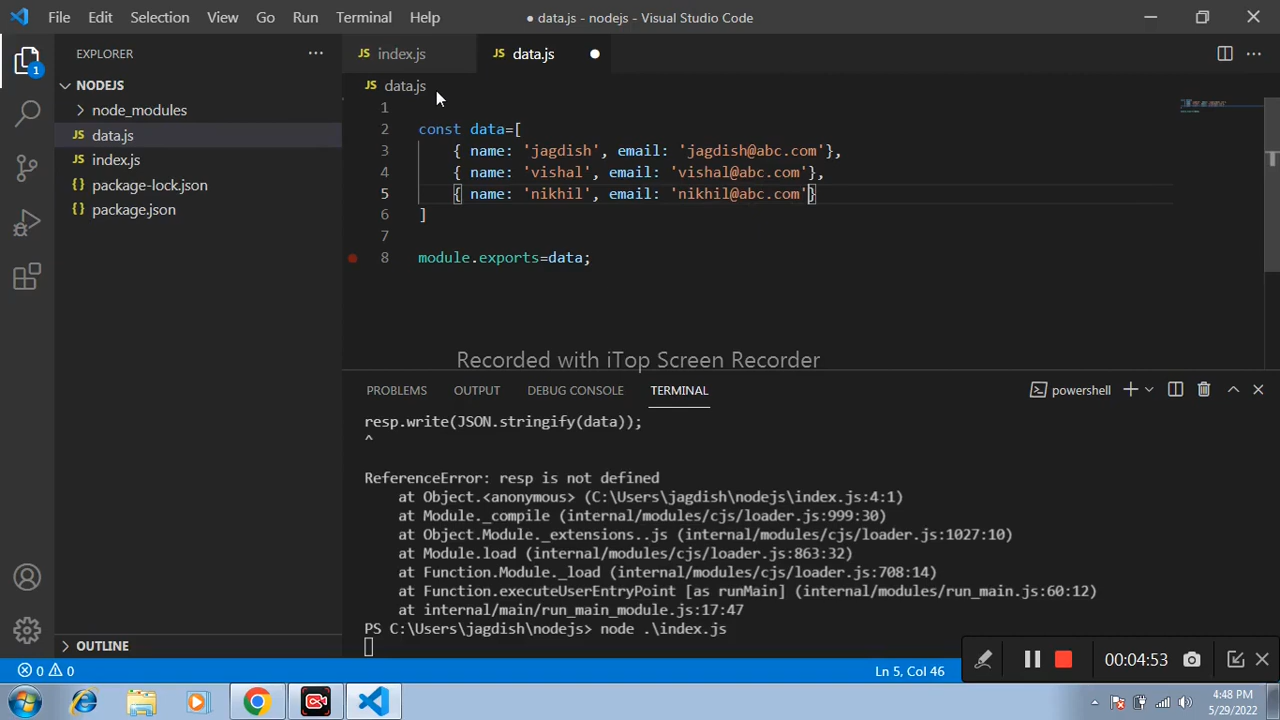 File Edit Selection View Go Run Terminal Help
● data.js - nodejs - Visual Studio Code
EXPLORER
JS index.js
JS data.js
1
NODEJS
node_modules
data.js
index.js
{} package-lock.json
{} package.json
OUTLINE
JS data.js
1
2 const data=[
3 { name: 'jagdish', email: 'jagdish@abc.com'},
4 { name: 'vishal', email: 'vishal@abc.com'},
5 { name: 'nikhil', email: 'nikhil@abc.com'}
]
7
8 module.exports=data;
Recorded with iTop Screen Recorder
PROBLEMS OUTPUT DEBUG CONSOLE TERMINAL
powershell
resp.write(JSON.stringify(data));
^
ReferenceError: resp is not defined
at Object.<anonymous> (C:\Users\jagdish\nodejs\index.js:4:1)
at Module._compile (internal/modules/cjs/loader.js:999:30)
at Object.Module._extensions..js (internal/modules/cjs/loader.js:1027:10)
at Module.load (internal/modules/cjs/loader.js:863:32)
at Function.Module._load (internal/modules/cjs/loader.js:708:14)
at Function.executeUserEntryPoint [as runMain] (internal/modules/run_main.js:60:12)
at internal/main/run_main_module.js:17:47
PS C:\Users\jagdish\nodejs> node .\index.js
0 0
Ln 5, Col 46
00:04:53
4:48 PM
5/29/2022